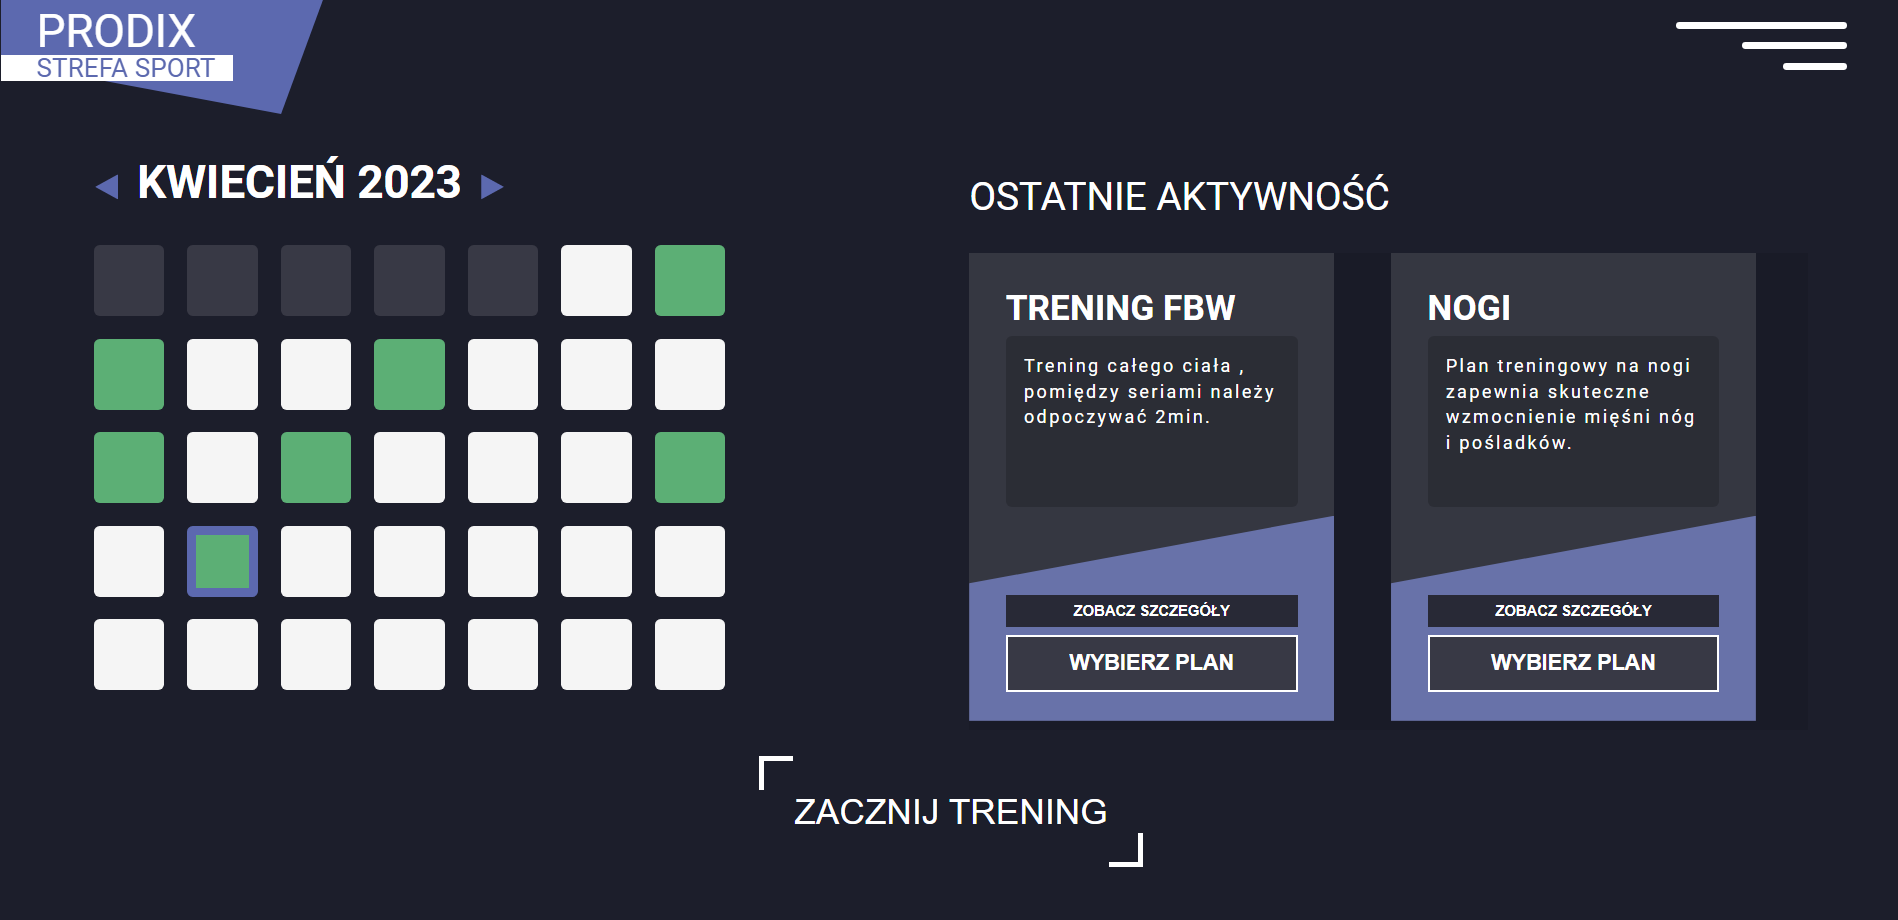 PRODIX
STREFA SPORT
KWIECIEŃ 2023
OSTATNIE AKTYWNOŚĆ
TRENING FBW
Trening całego ciała ,
pomiędzy seriami należy
odpoczywać 2min.
ZOBACZ SZCZEGÓŁY
WYBIERZ PLAN
NOGI
Plan treningowy na nogi
zapewnia skuteczne
wzmocnienie mięśni nóg
i pośladków.
ZOBACZ SZCZEGÓŁY
WYBIERZ PLAN
ZACZNIJ TRENING